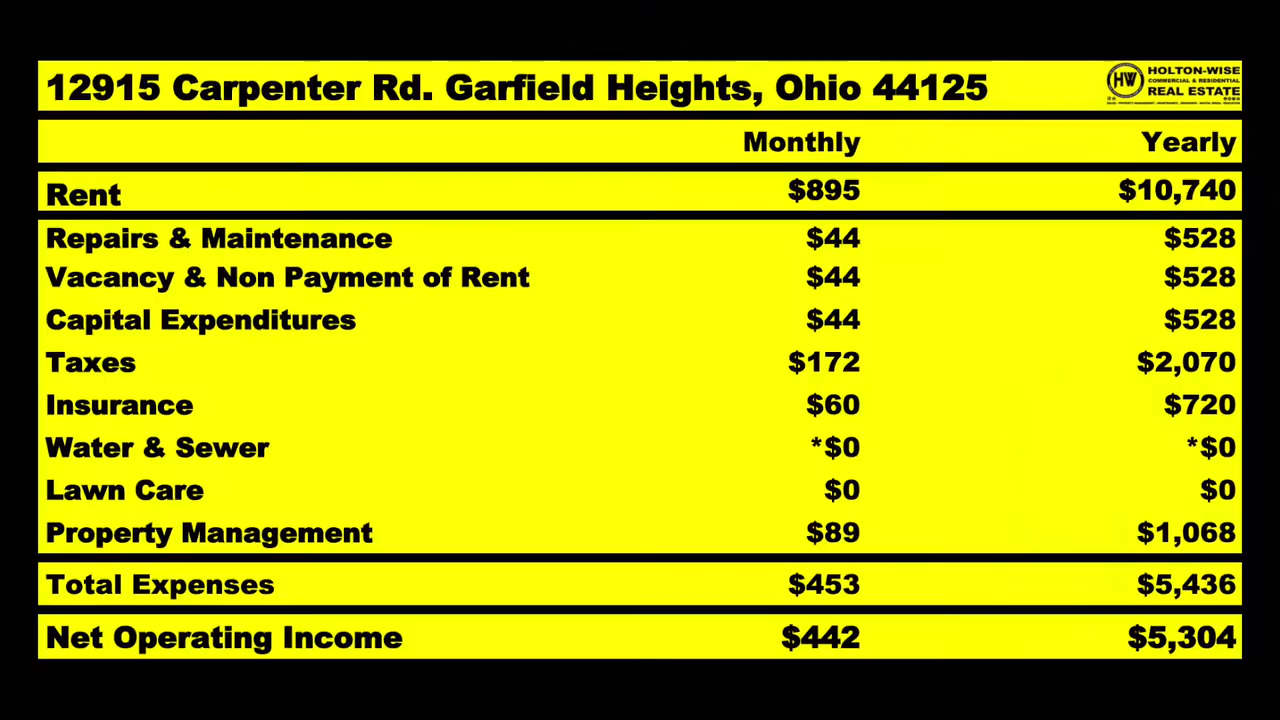 12915 Carpenter Rd. Garfield Heights, Ohio 44125
HW
HOLTON-WISE
COMMERCIAL & RESIDENTIAL
REAL ESTATE
Monthly Yearly
Rent $895 $10,740
Repairs & Maintenance $44 $528
Vacancy & Non Payment of Rent $44 $528
Capital Expenditures $44 $528
Taxes $172 $2,070
Insurance $60 $720
Water & Sewer *$0 *$0
Lawn Care $0 $0
Property Management $89 $1,068
Total Expenses $453 $5,436
Net Operating Income $442 $5,304